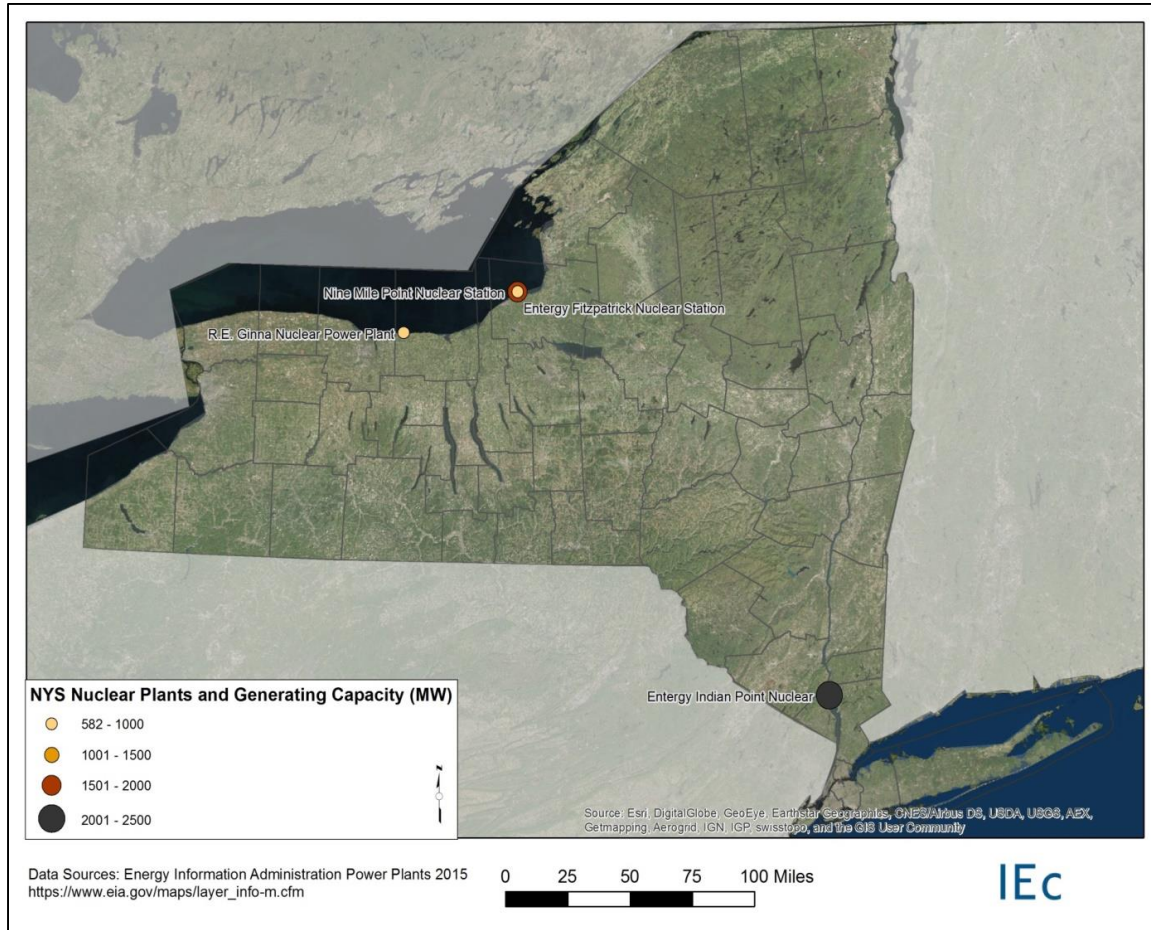 Nine Mile Point Nuclear Station
Entergy Fitzpatrick Nuclear Station
R.E. Ginna Nuclear Power Plant
Entergy Indian Point Nuclear
NYS Nuclear Plants and Generating Capacity (MW)
582 - 1000
1001 - 1500
1501 - 2000
2001 - 2500
N
Source: Esri, DigitalGlobe, GeoEye, Earthstar Geographics, CNES/Airbus DS, USDA, USGS, AEX,
Getmapping, Aerogrid, IGN, IGP, swisstopo, and the GIS User Community
Data Sources: Energy Information Administration Power Plants 2015
https://www.eia.gov/maps/layer_info-m.cfm
0 25 50 75 100 Miles
IEc